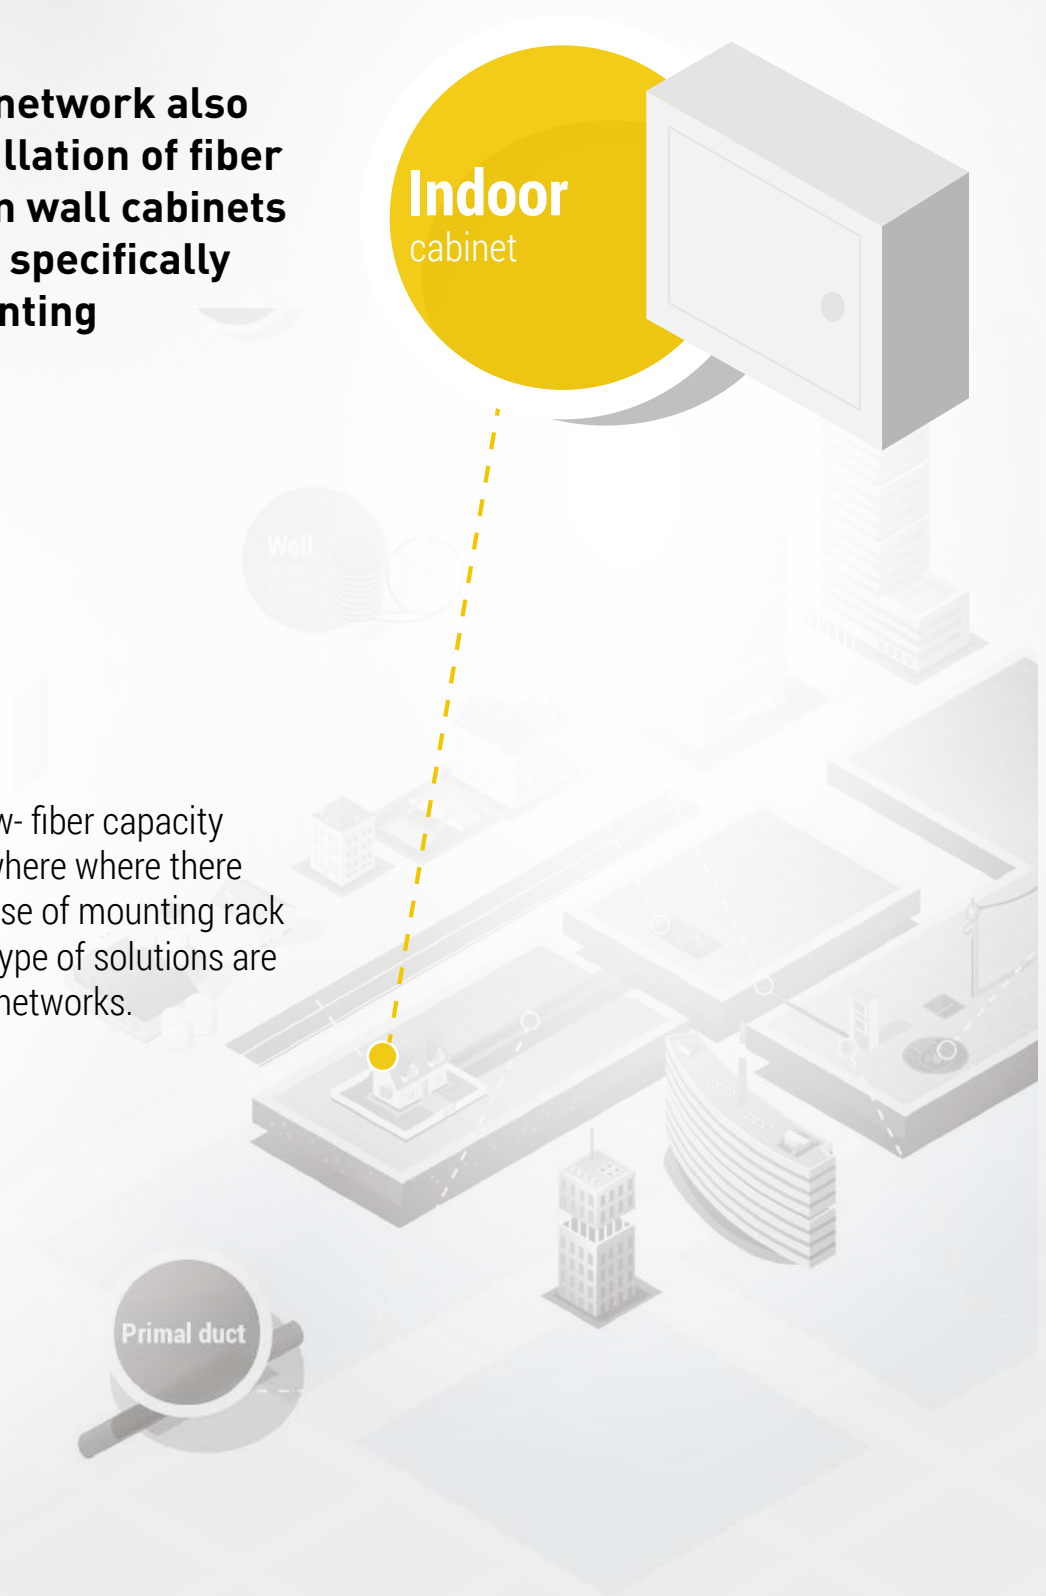 network also
llation of fiber
n wall cabinets
specifically
nting
Indoor
cabinet
Well
w- fiber capacity
where where there
se of mounting rack
ype of solutions are
networks.
Primal duct